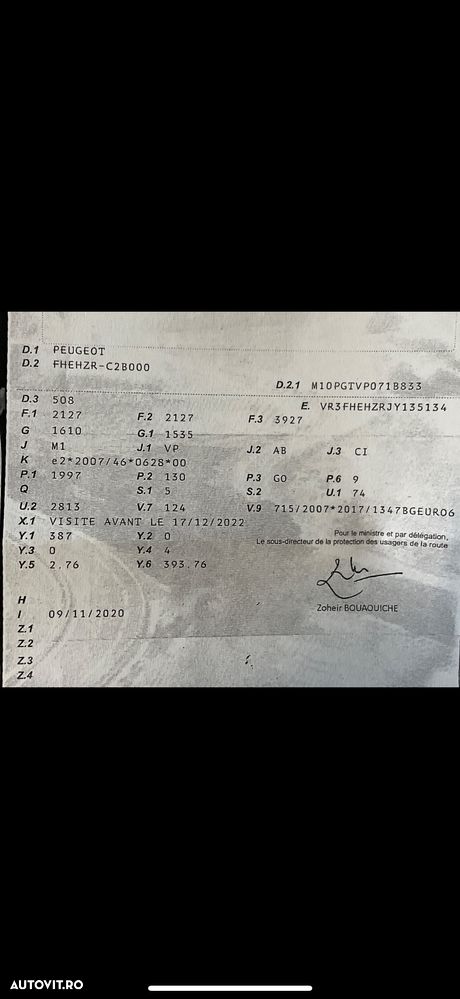 D.1 PEUGEOT
D.2 FHEHZR-C2B000
D.2.1 M10PGTVP071B833
D.3 508
E. VR3FHEHZRJY135134
F.1 2127 F.2 2127 F.3 3927
G 1610 G.1 1535
J M1 J.1 VP J.2 AB J.3 CI
K e2*2007/46*0628*00
P.1 1997 P.2 130 P.3 GO P.6 9
Q S.1 5 S.2 U.1 74
U.2 2813 V.7 124 V.9 715/2007*2017/1347BGEURO6
X.1 VISITE AVANT LE 17/12/2022
Y.1 387 Y.2 0
Pour le ministre et par délégation,
Le sous-directeur de la protection des usagers de la route
Y.3 0 Y.4 4
Y.5 2.76 Y.6 393.76
Zoheir BOUAOUICHE
H
I 09/11/2020
Z.1
Z.2
Z.3
Z.4
AUTOVIT.RO